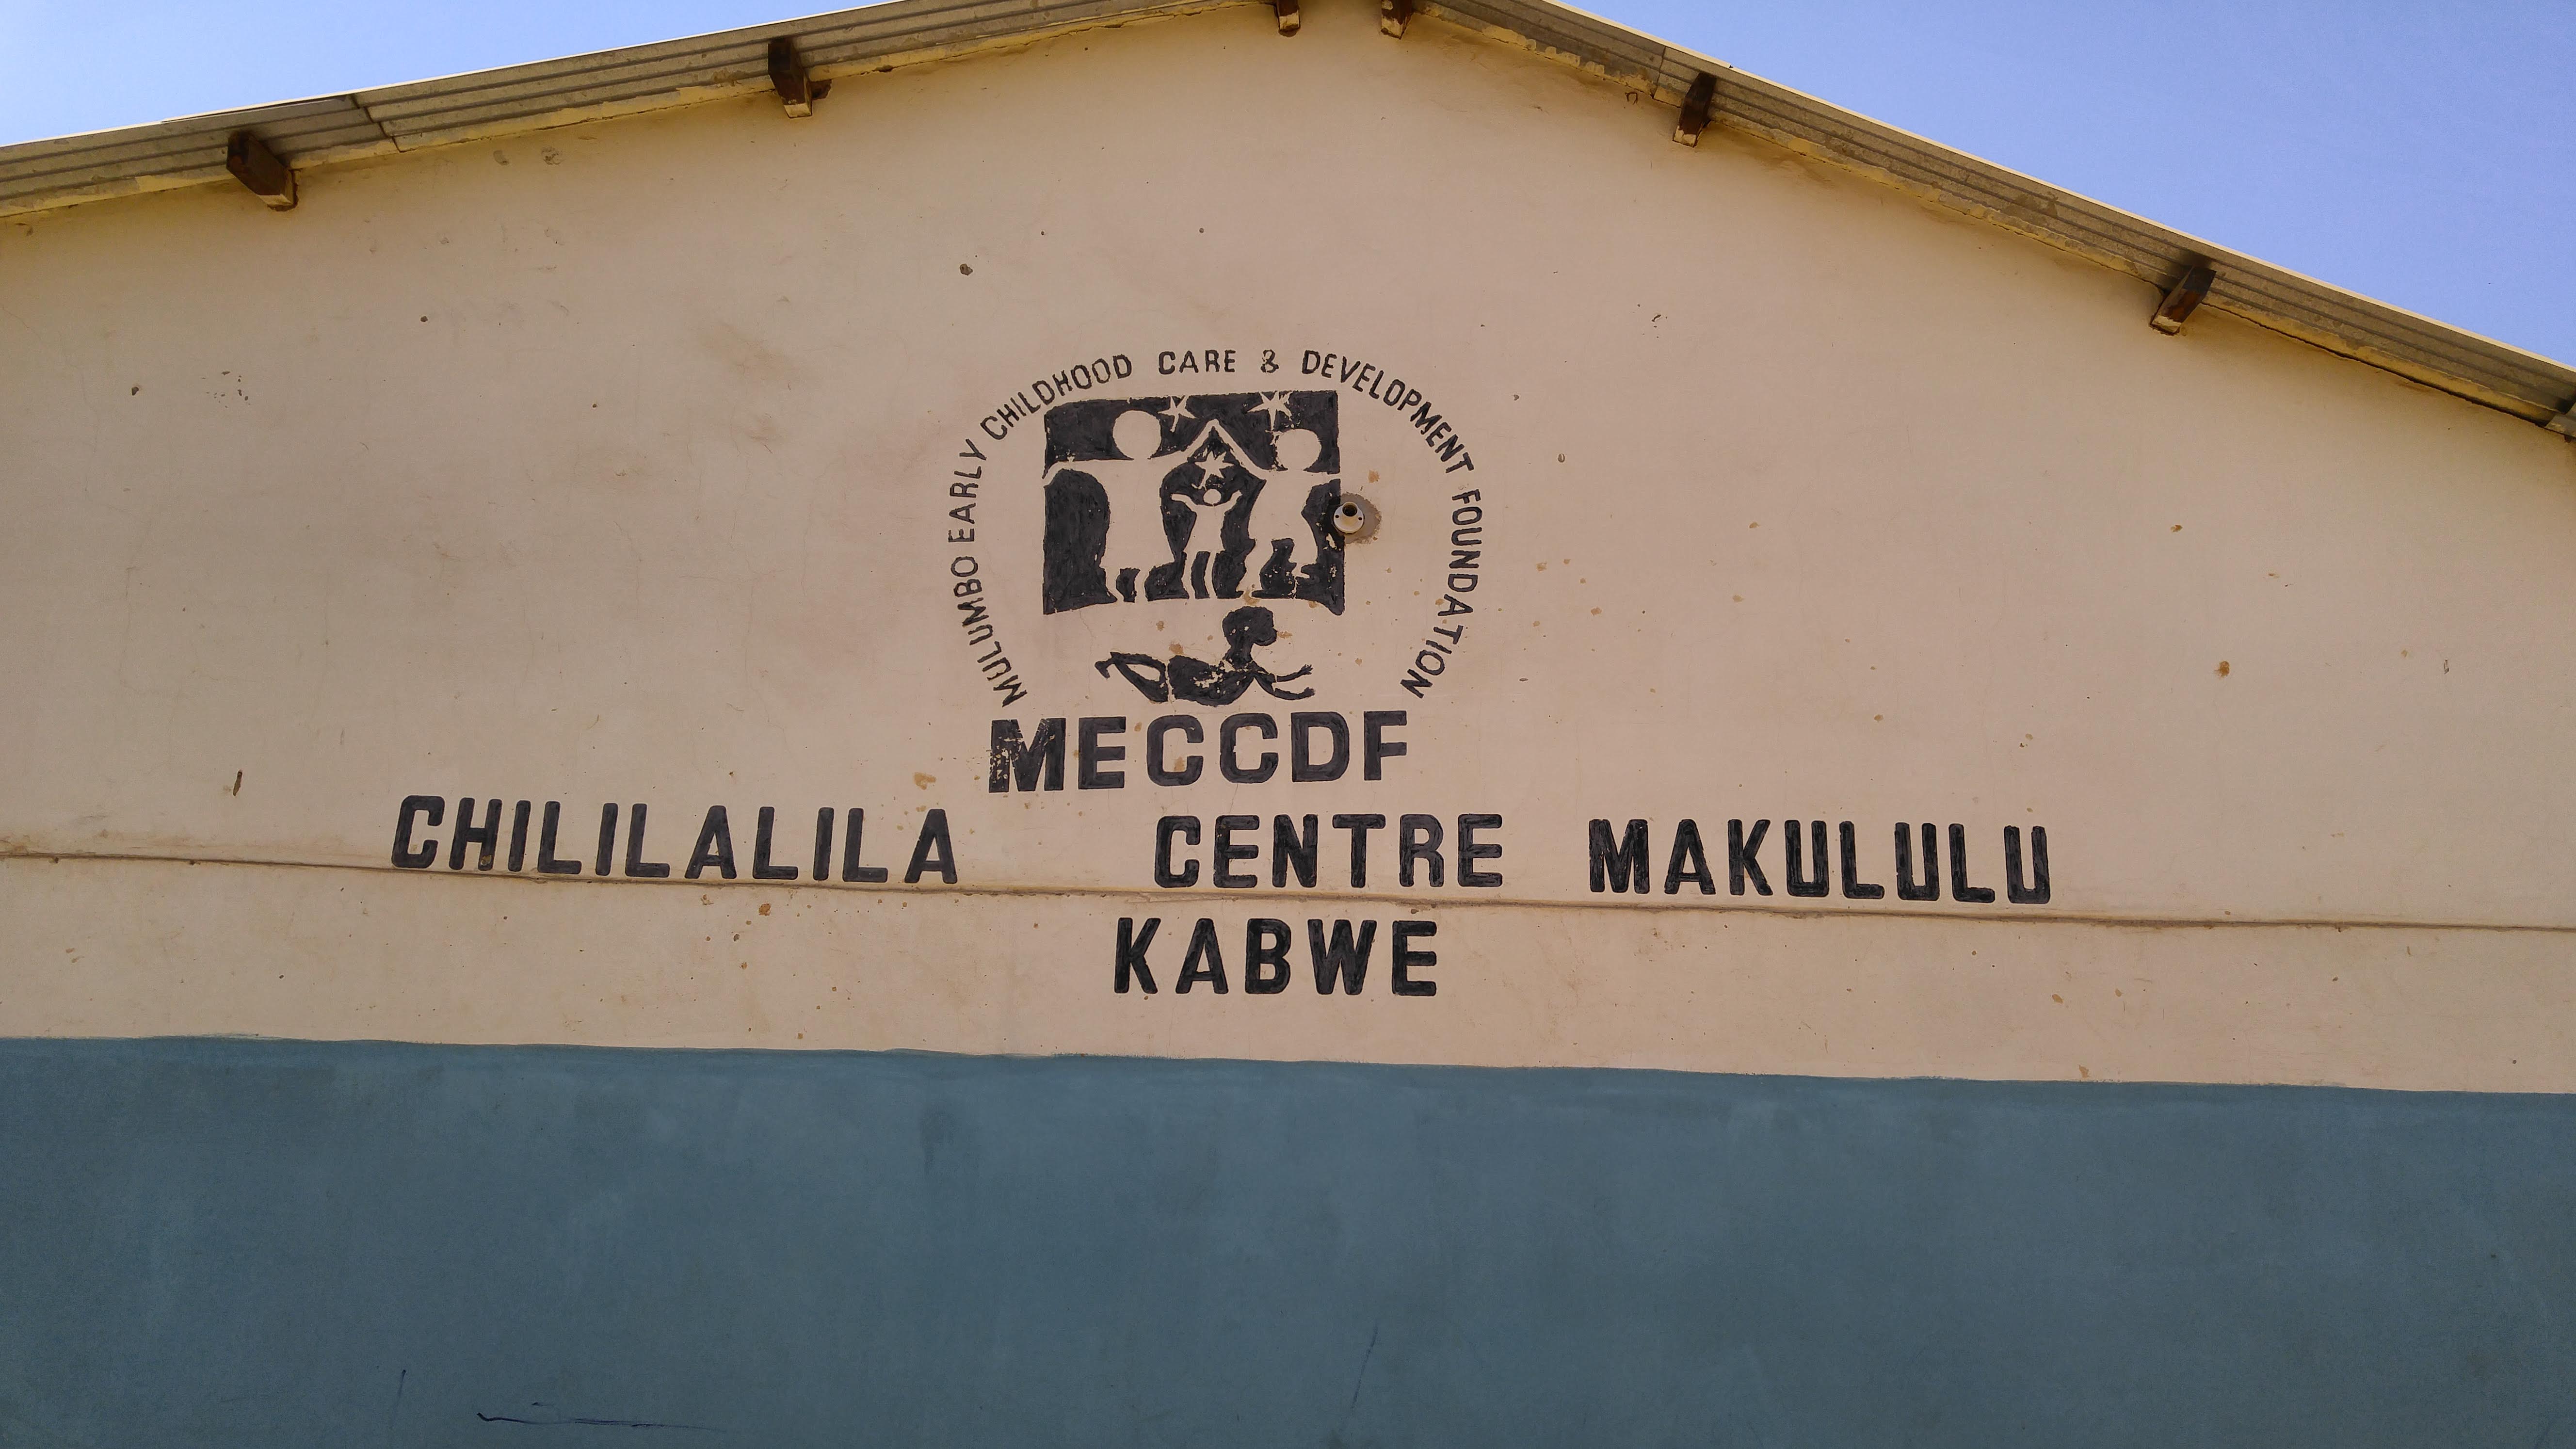 MULUMBO EARLY CHILDHOOD CARE & DEVELOPMENT FOUNDATION
MECCDF
CHILILALILA CENTRE MAKULULU
KABWE